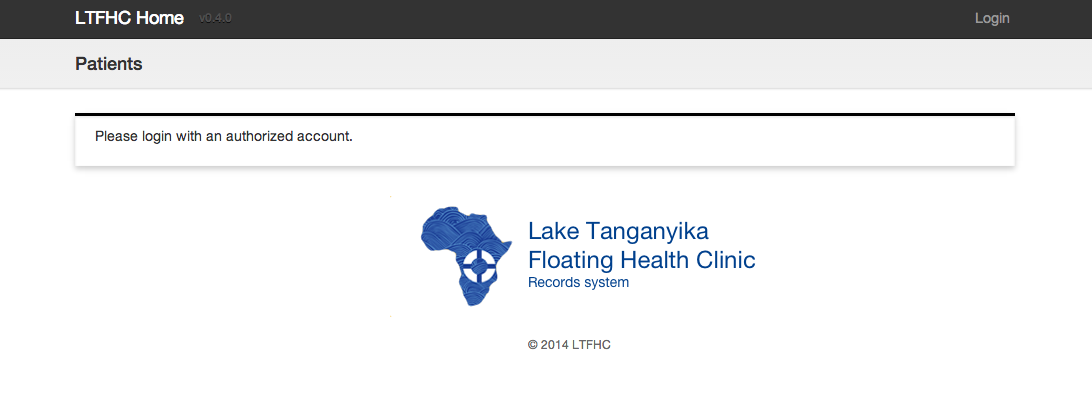 LTFHC Home v0.4.0 Login
Patients
Please login with an authorized account.
Lake Tanganyika
Floating Health Clinic
Records system
© 2014 LTFHC